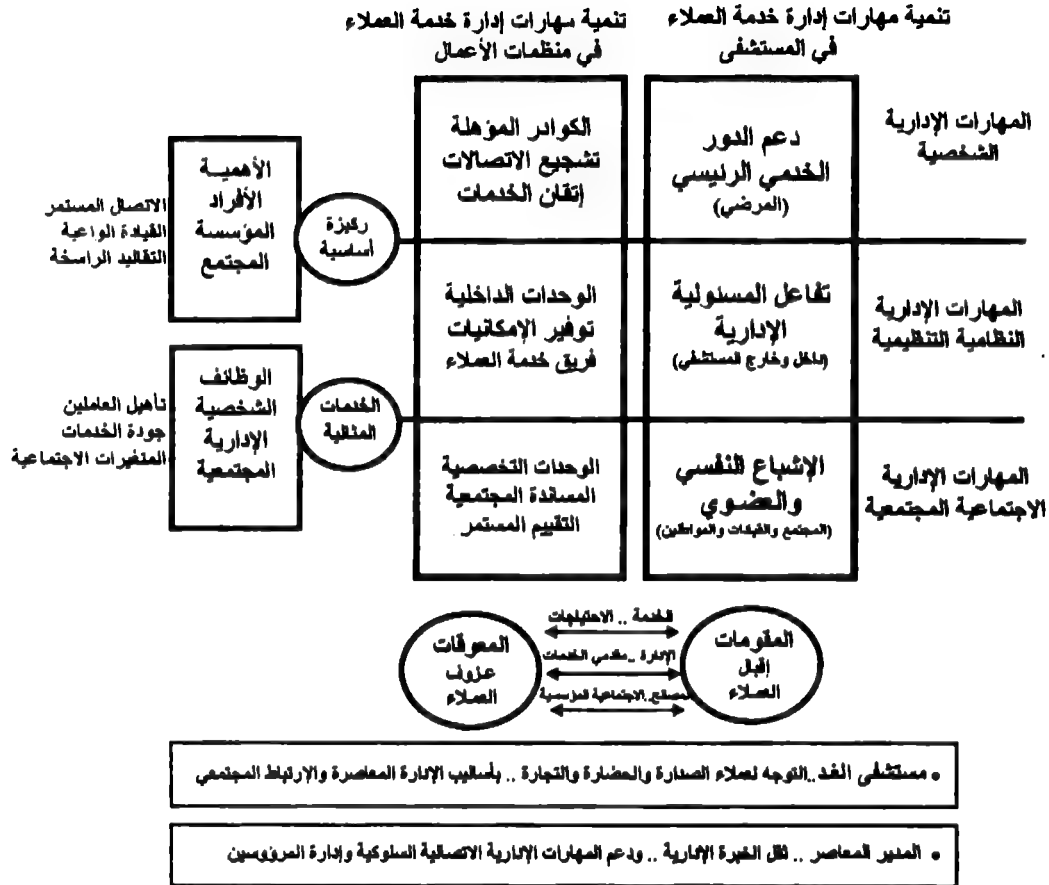 تنمية مهارات إدارة خدمة العملاء
في المستشفى
تنمية مهارات إدارة خدمة العملاء
في منظمات الأعمال
المهارات الإدارية
الشخصية
دعم الدور
الخدمي الرئيسي
(المرضي)
الكوادر المؤهلة
تشجيع الاتصالات
إتقان الخدمات
ركيزة
أساسية
الأهمية
الأفراد
المؤسسة
المجتمع
الاتصال المستمر
القيادة الواعية
التقاليد الراسخة
المهارات الإدارية
النظامية التنظيمية
تفاعل المسئولية
الإدارية
(داخل وخارج المستشفي)
الوحدات الداخلية
توفير الإمكانيات
فريق خدمة العملاء
الخدمات
المثالية
الوظائف
الشخصية
الإدارية
المجتمعية
تأهيل العاملين
جودة الخدمات
المتغيرات الاجتماعية
المهارات الإدارية
الاجتماعية المجتمعية
الإشباع النفسي
والعضوي
(المجتمع والقيادات والمواطنين)
الوحدات التخصصية
المساندة المجتمعية
التقييم المستمر
المقومات
إقبال
العملاء
الخدمة .. الاحتياجات
الإدارة ..مقدمي الخدمات
المصالح..الاجتماعية المؤسسية
المعوقات
عزوف
العملاء
• مستشفى الغد..التوجه لعملاء الصدارة والحضارة والتجارة .. بأساليب الإدارة المعاصرة والإرتباط المجتمعي
• المدير المعاصر .. نقل الخبرة الإدارية .. ودعم المهارات الإدارية الاتصالية السلوكية وإدارة المرؤوسين